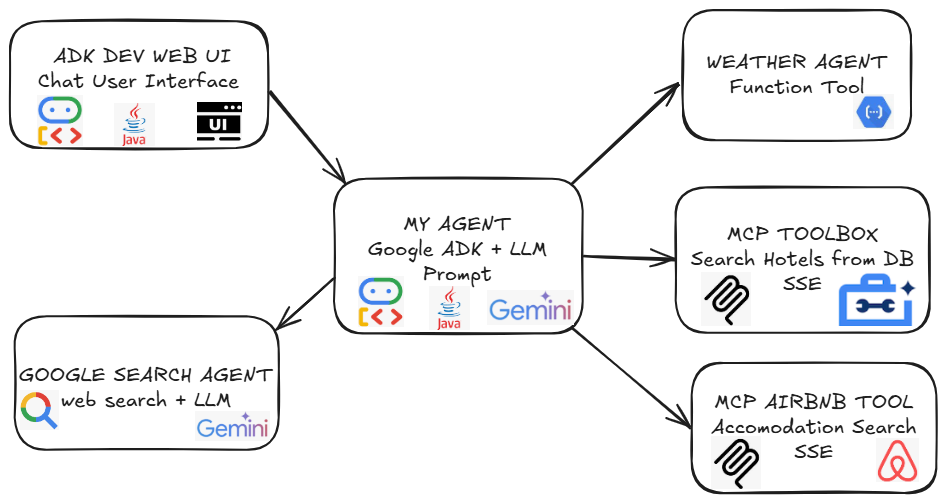 ADK DEV WEB UI
Chat User Interface
UI
Java
WEATHER AGENT
Function Tool
MY AGENT
Google ADK + LLM
Prompt
Java
Gemini
MCP TOOLBOX
Search Hotels from DB
SSE
GOOGLE SEARCH AGENT
web search + LLM
Gemini
MCP AIRBNB TOOL
Accomodation Search
SSE